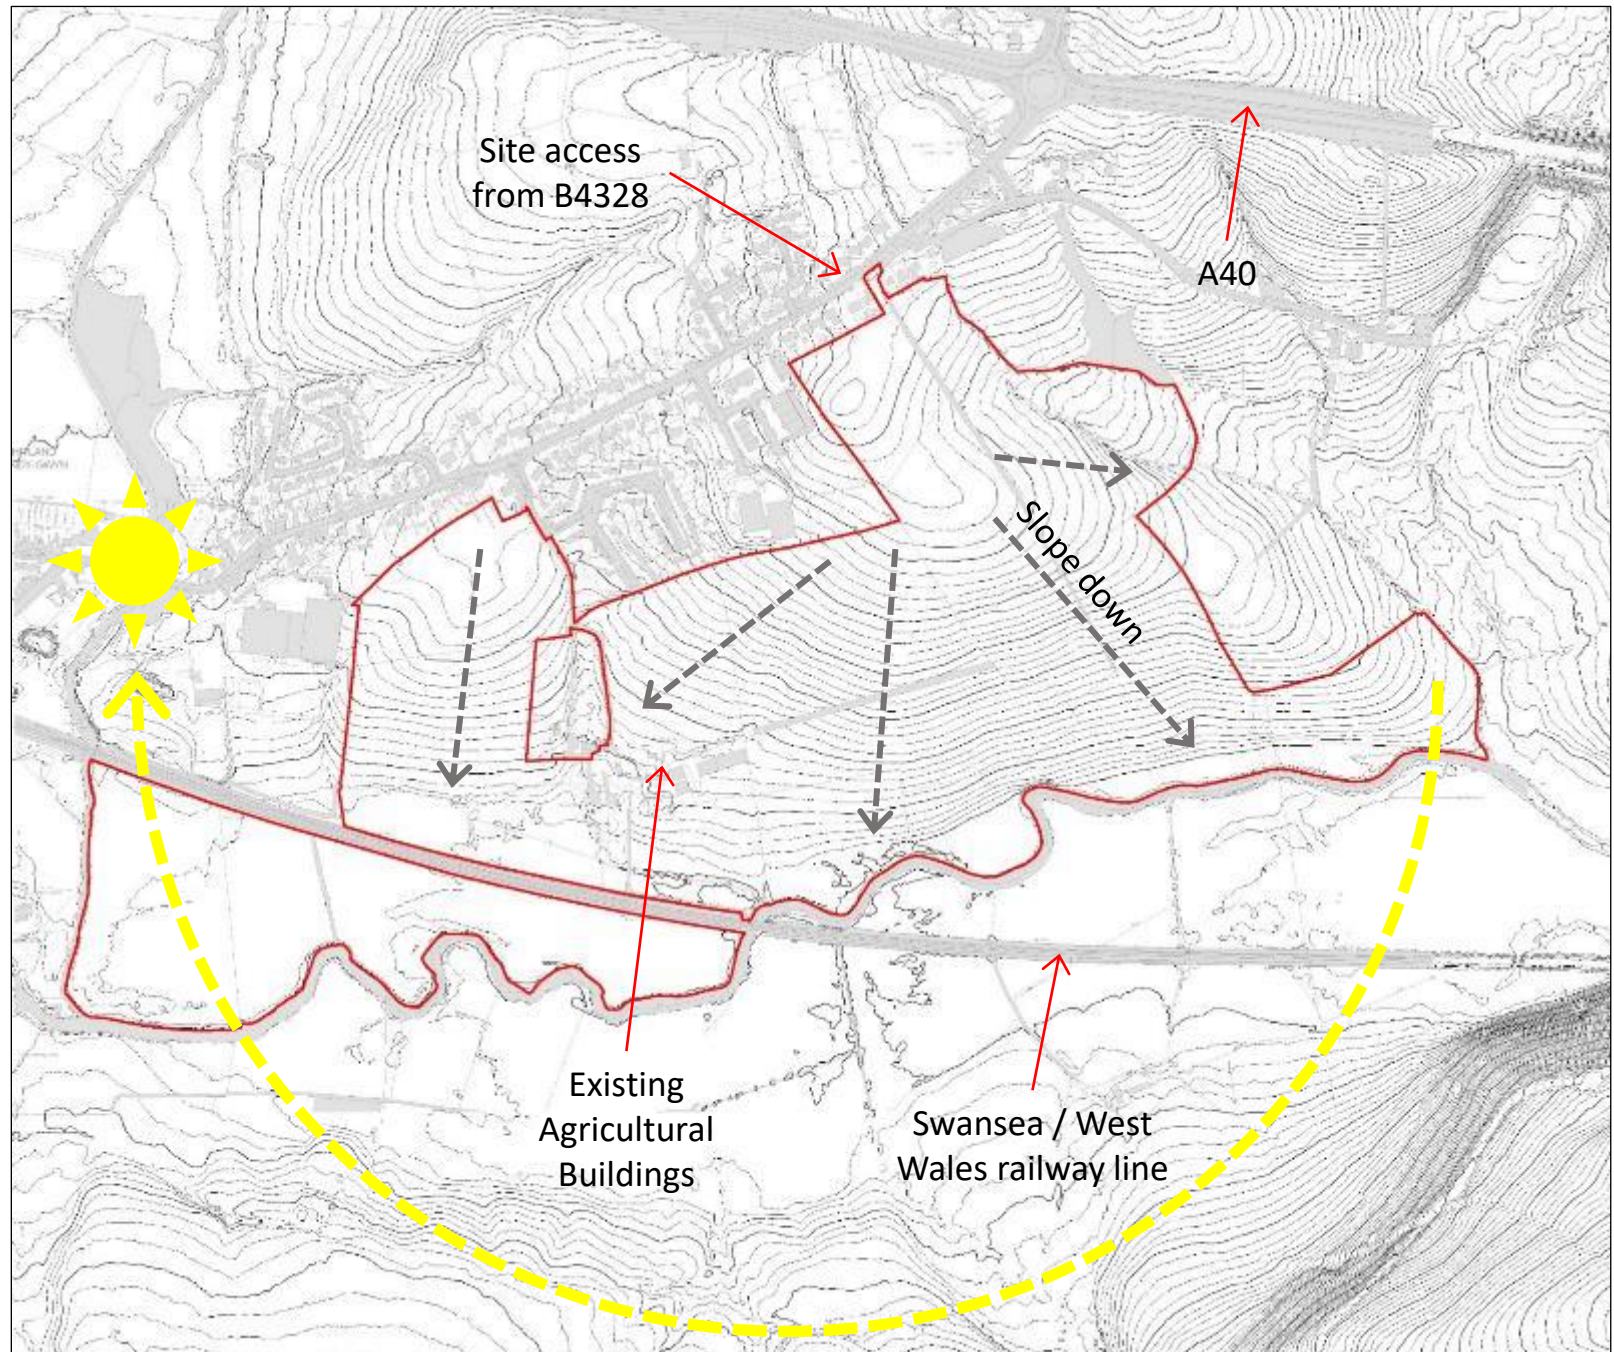 Site access
from B4328
A40
Slope down
Existing
Agricultural
Buildings
Swansea / West
Wales railway line